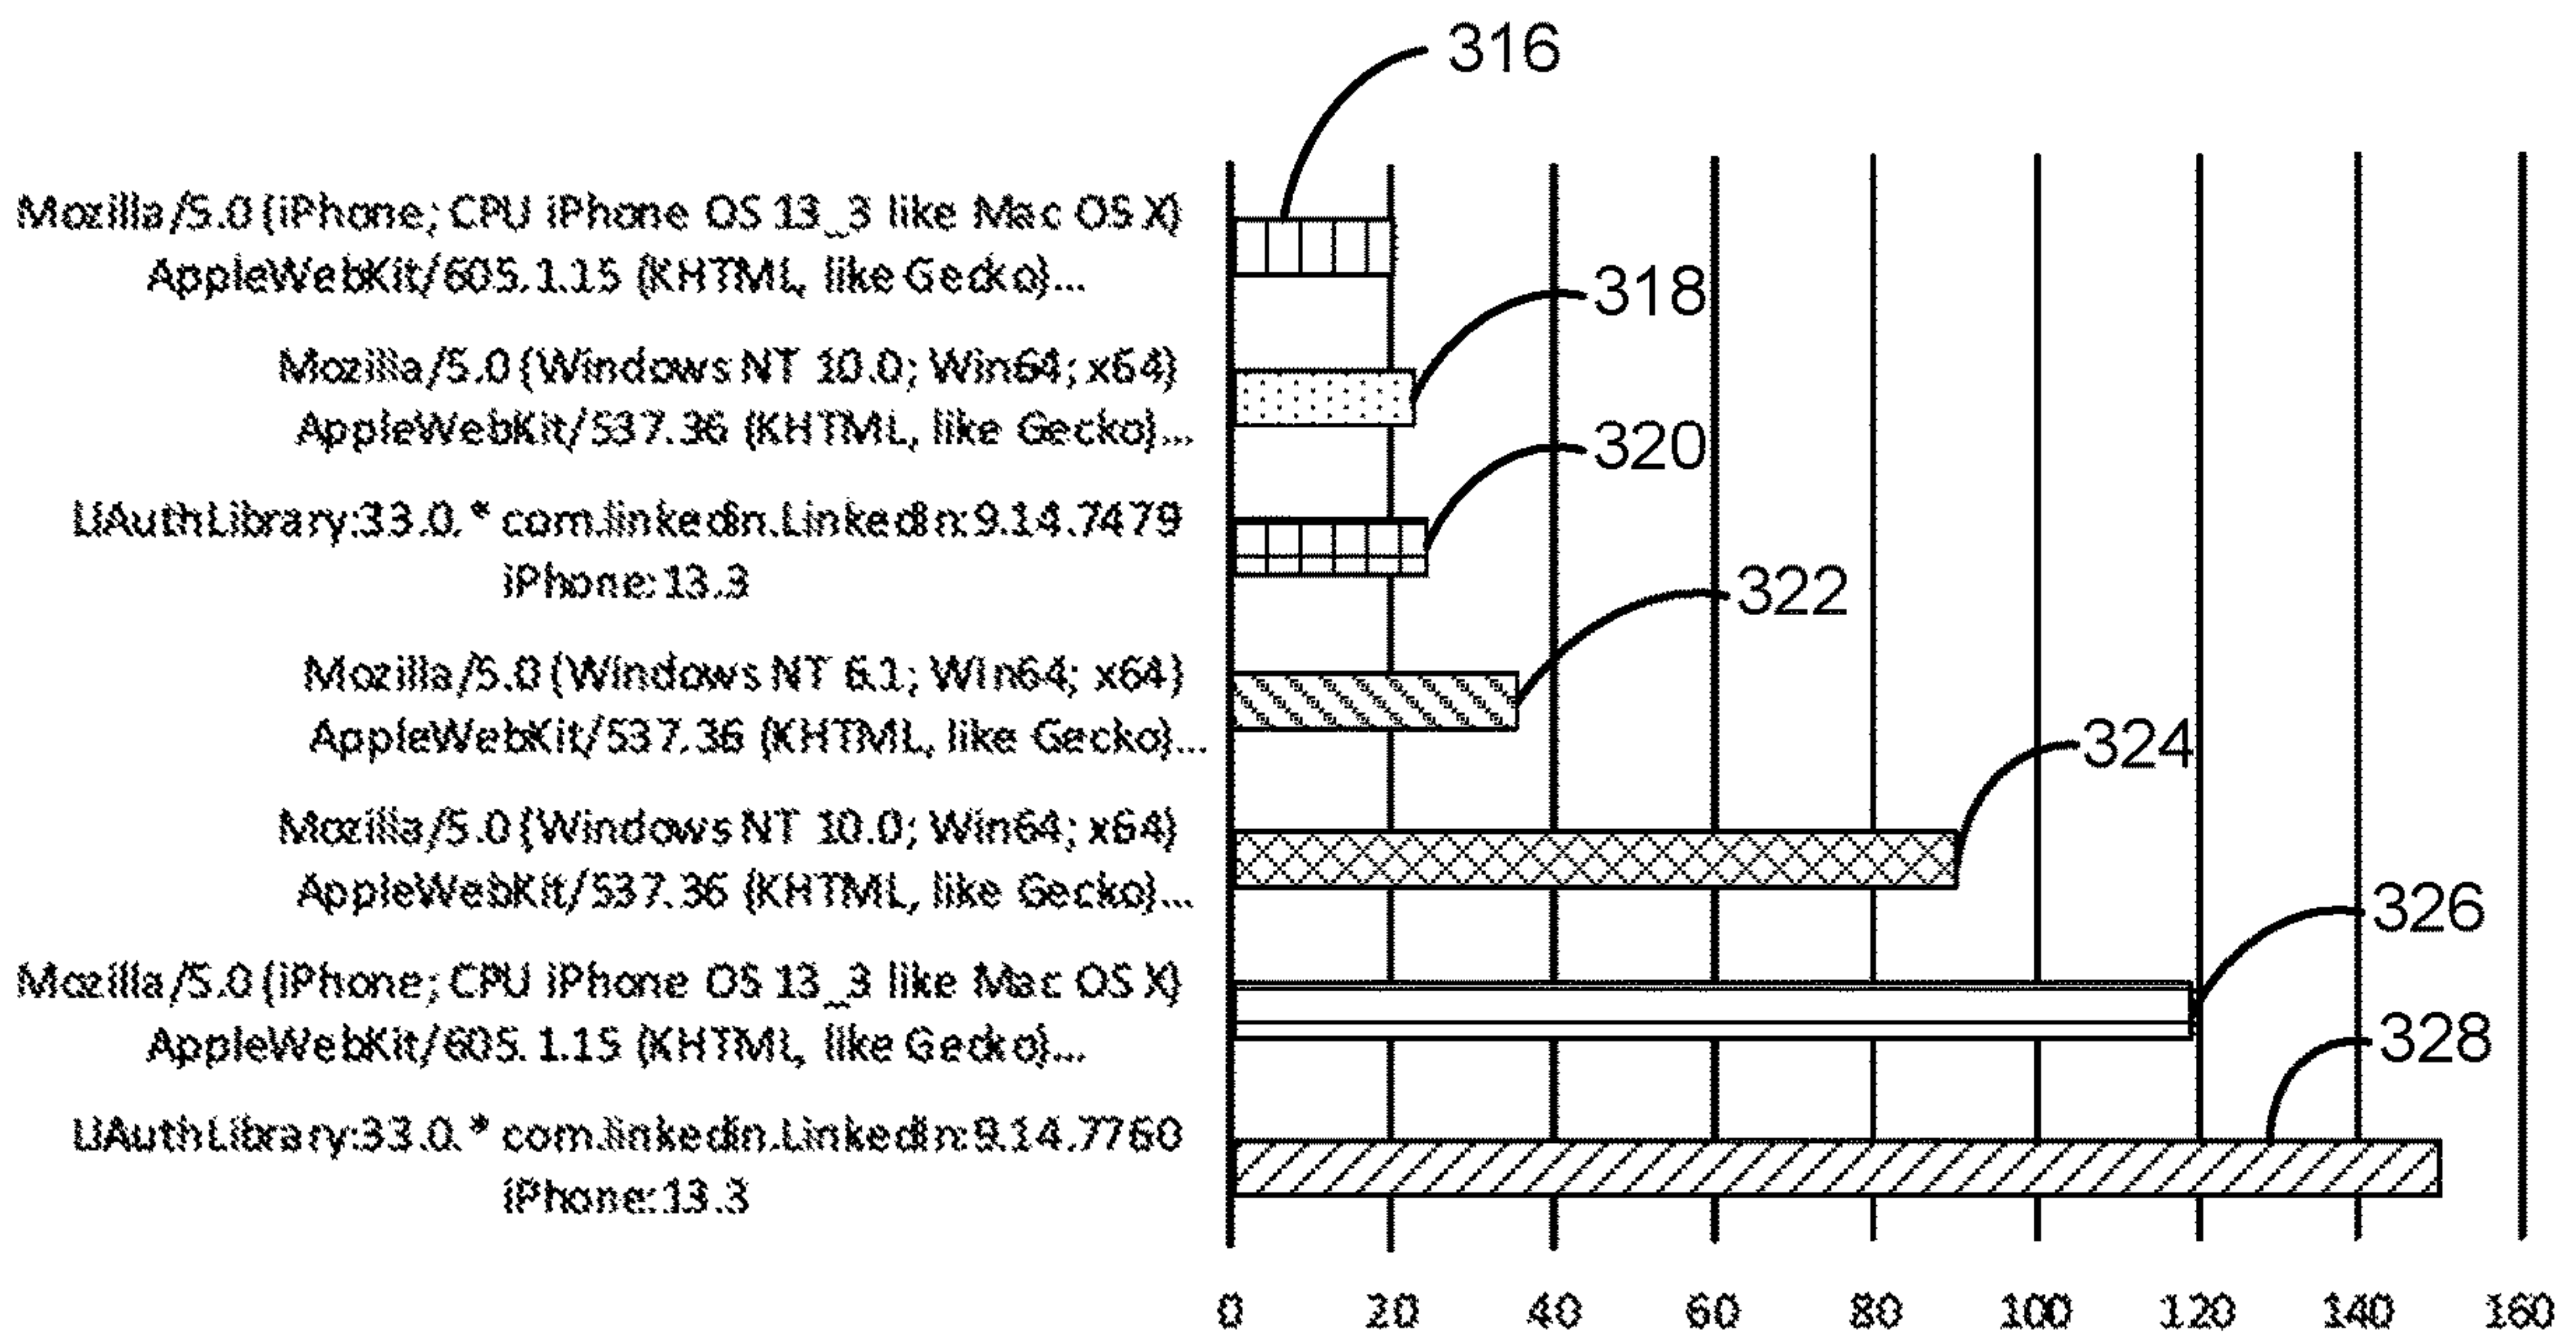 316
Mozilla/5.0 (iPhone; CPU iPhone OS 13_3 like Mac OS X)
AppleWebKit/605.1.15 (KHTML, like Gecko)...
318
Mozilla/5.0 (Windows NT 10.0; Win64; x64)
AppleWebKit/537.36 (KHTML, like Gecko)...
320
LIAuthLibrary:33.0.* com.linkedin.LinkedIn:9.14.7479
iPhone:13.3
322
Mozilla/5.0 (Windows NT 6.1; Win64; x64)
AppleWebKit/537.36 (KHTML, like Gecko)...
324
Mozilla/5.0 (Windows NT 10.0; Win64; x64)
AppleWebKit/537.36 (KHTML, like Gecko)...
326
Mozilla/5.0 (iPhone; CPU iPhone OS 13_3 like Mac OS X)
AppleWebKit/605.1.15 (KHTML, like Gecko)...
328
LIAuthLibrary:33.0.* com.linkedin.LinkedIn:9.14.7760
iPhone:13.3
0 20 40 60 80 100 120 140 160